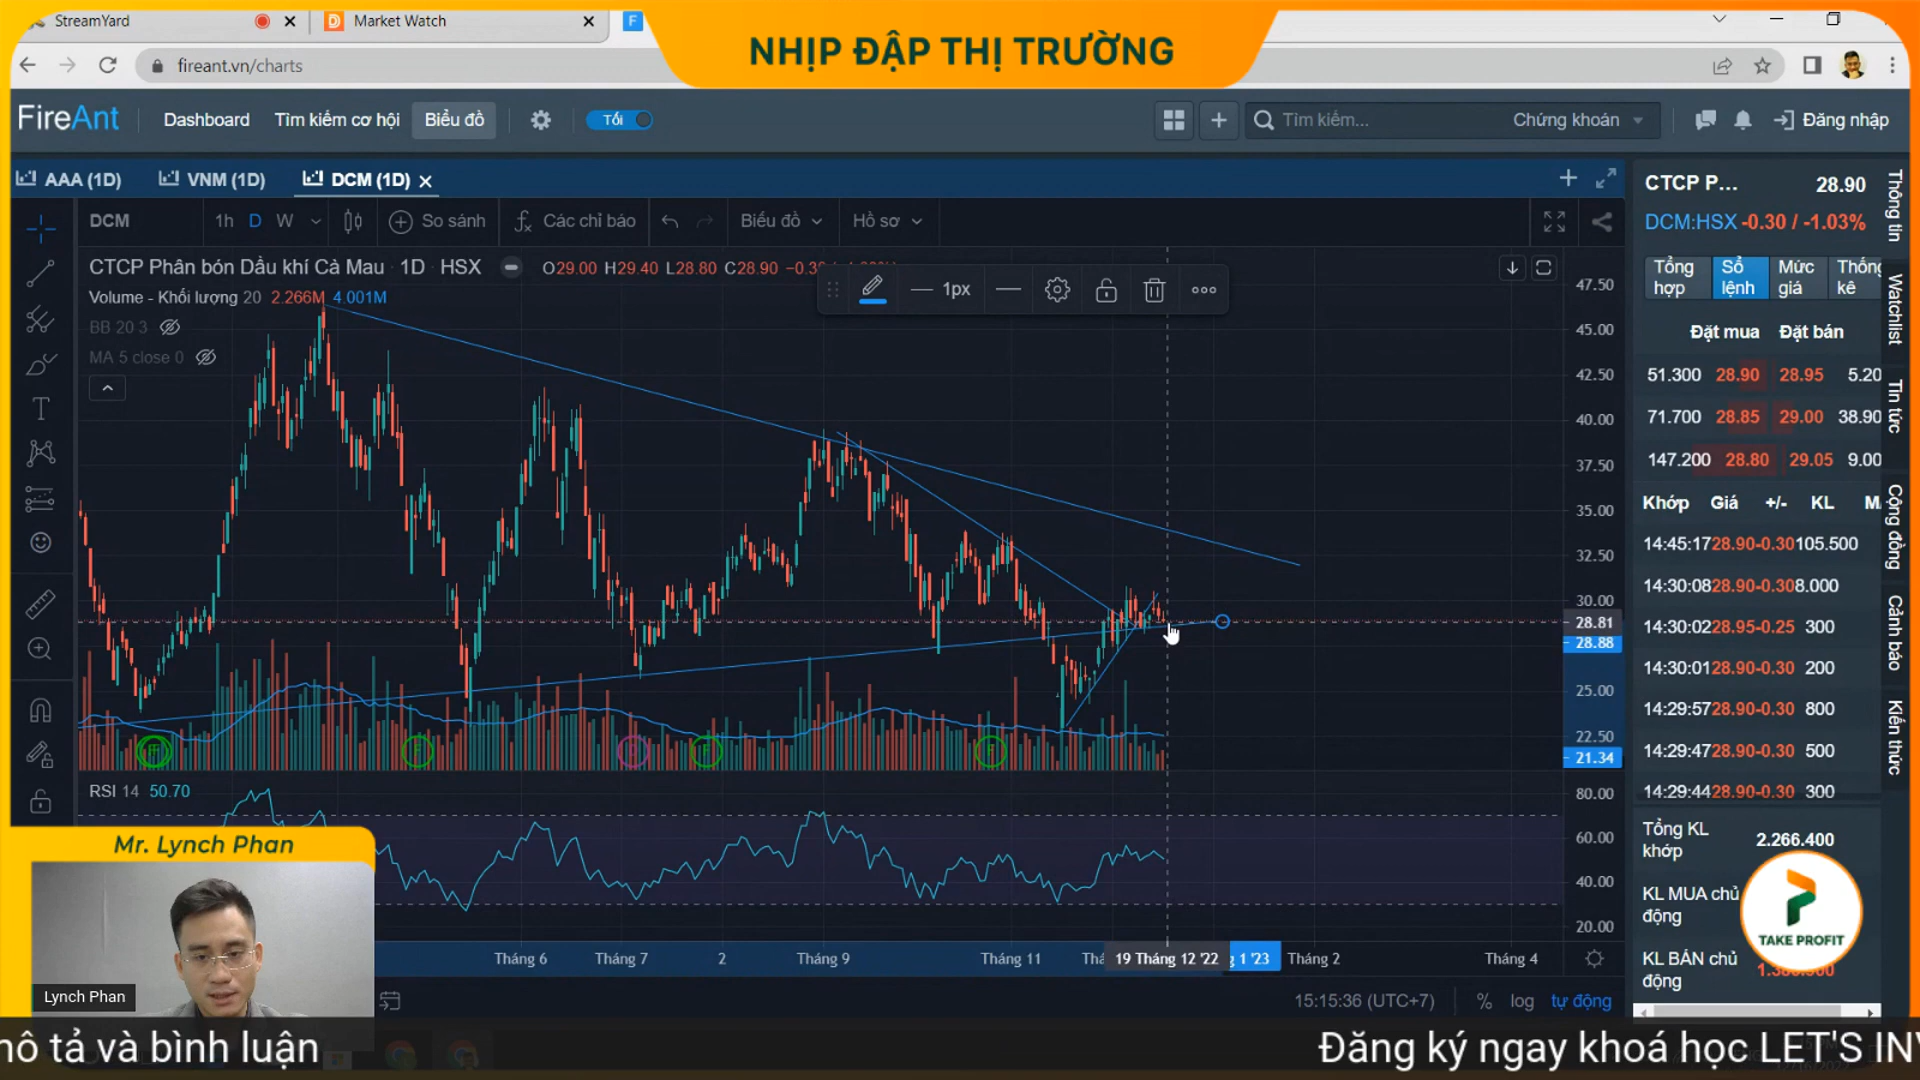 StreamYard
Market Watch
NHỊP ĐẬP THỊ TRƯỜNG
fireant.vn/charts
FireAnt
Dashboard
Tìm kiếm cơ hội
Biểu đồ
Tối
Tìm kiếm...
Chứng khoán
Đăng nhập
AAA (1D)
VNM (1D)
DCM (1D)
DCM
1h D W
So sánh
Các chỉ báo
Biểu đồ
Hồ sơ
CTCP Phân bón Dầu khí Cà Mau · 1D · HSX
O29.00 H29.40 L28.80 C28.90
Volume - Khối lượng 20 2.266M 4.001M
BB 20 3
MA 5 close 0
1px
47.50
45.00
42.50
40.00
37.50
35.00
32.50
30.00
28.81
28.88
25.00
22.50
21.34
RSI 14 50.70
80.00
60.00
40.00
20.00
Tháng 6
Tháng 7
2
Tháng 9
Tháng 11
19 Tháng 12 '22
1 '23
Tháng 2
Tháng 4
15:15:36 (UTC+7)
%
log
tự động
CTCP P...
28.90
DCM:HSX -0.30 / -1.03%
Tổng hợp
Sổ lệnh
Mức giá
Thống kê
Đặt mua Đặt bán
51.300 28.90 28.95 5.20
71.700 28.85 29.00 38.90
147.200 28.80 29.05 9.00
Khớp Giá +/- KL
14:45:17 28.90 -0.30 105.500
14:30:08 28.90 -0.30 8.000
14:30:02 28.95 -0.25 300
14:30:01 28.90 -0.30 200
14:29:57 28.90 -0.30 800
14:29:47 28.90 -0.30 500
14:29:44 28.90 -0.30 300
Tổng KL khớp 2.266.400
KL MUA chủ động
KL BÁN chủ động
Thông tin
Watchlist
Tin tức
Cộng đồng
Cảnh báo
Kiến thức
TAKE PROFIT
Mr. Lynch Phan
Lynch Phan
tả và bình luận
Đăng ký ngay khoá học LET'S